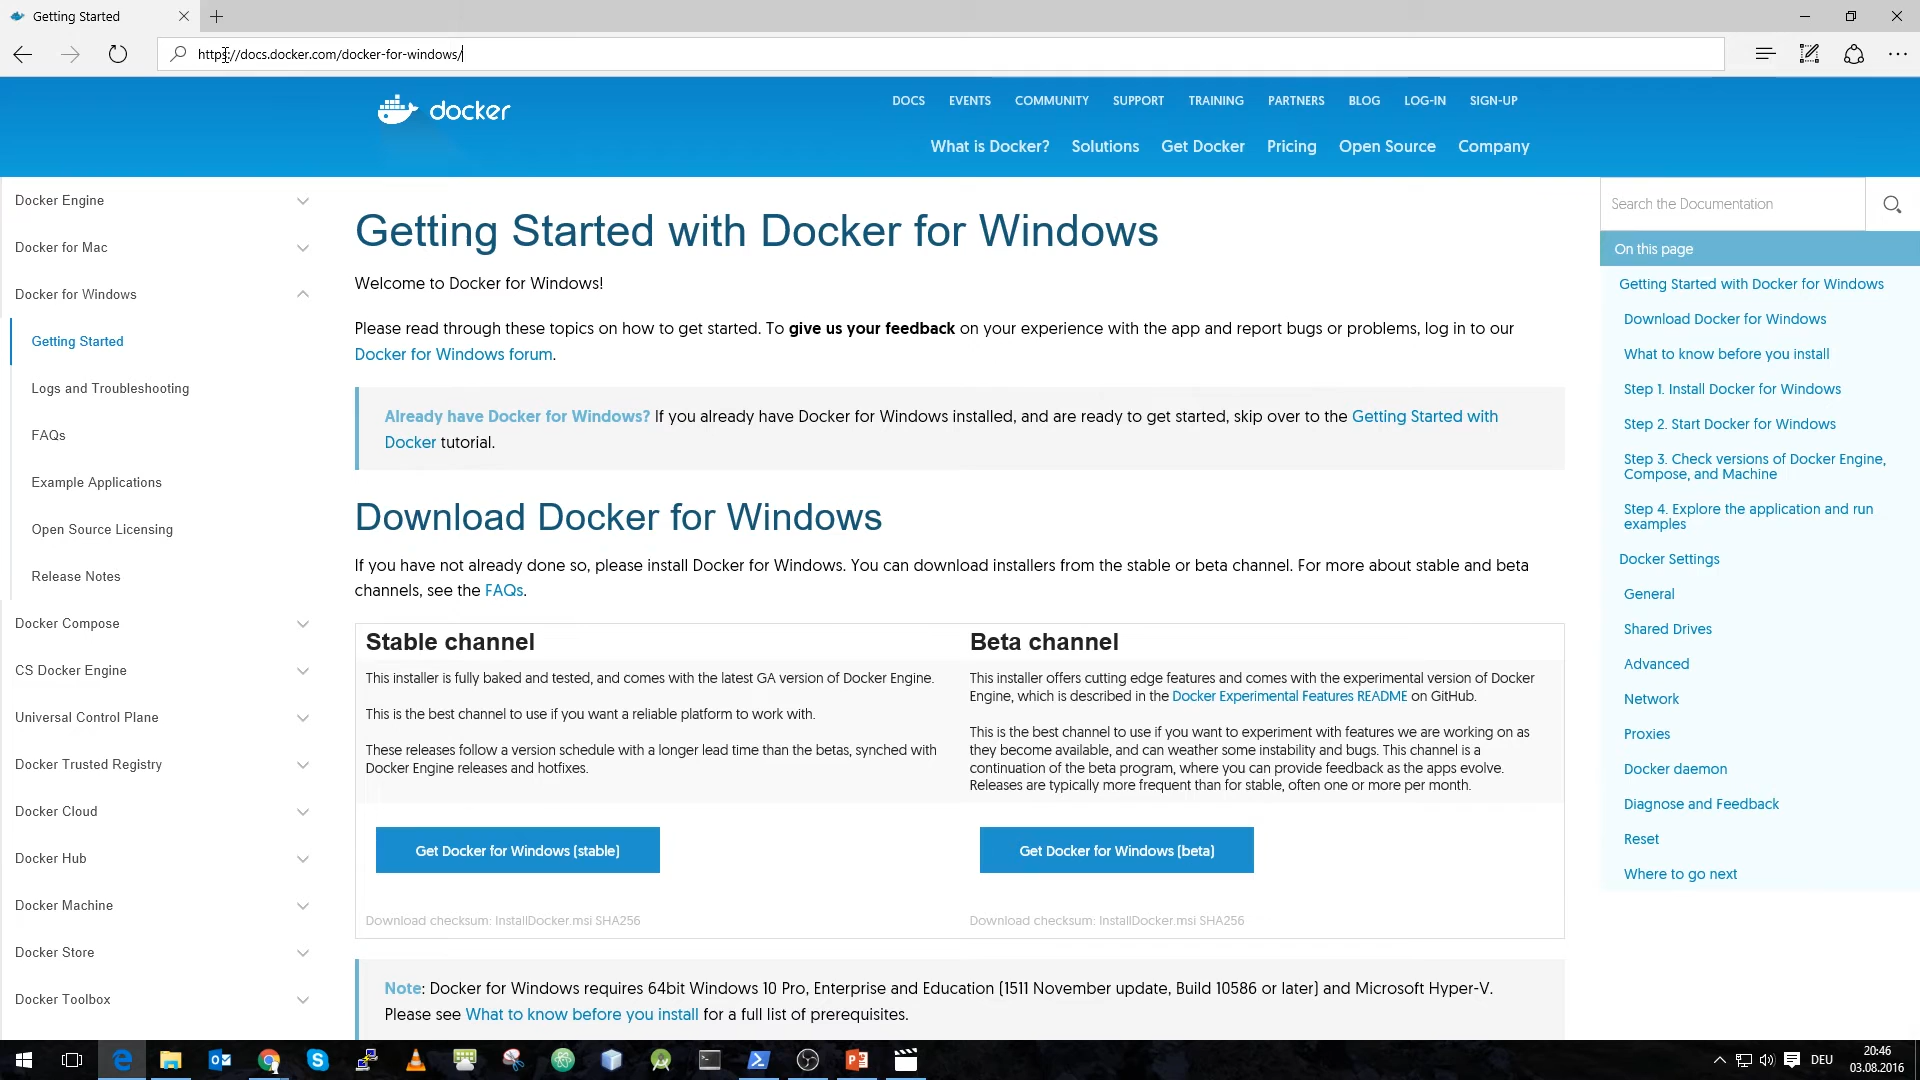 Getting Started
https://docs.docker.com/docker-for-windows/
docker
DOCS EVENTS COMMUNITY SUPPORT TRAINING PARTNERS BLOG LOG-IN SIGN-UP
What is Docker? Solutions Get Docker Pricing Open Source Company
Docker Engine
Docker for Mac
Docker for Windows
Getting Started
Logs and Troubleshooting
FAQs
Example Applications
Open Source Licensing
Release Notes
Docker Compose
CS Docker Engine
Universal Control Plane
Docker Trusted Registry
Docker Cloud
Docker Hub
Docker Machine
Docker Store
Docker Toolbox
Getting Started with Docker for Windows
Welcome to Docker for Windows!
Please read through these topics on how to get started. To give us your feedback on your experience with the app and report bugs or problems, log in to our
Docker for Windows forum.
Already have Docker for Windows? If you already have Docker for Windows installed, and are ready to get started, skip over to the Getting Started with
Docker tutorial.
Download Docker for Windows
If you have not already done so, please install Docker for Windows. You can download installers from the stable or beta channel. For more about stable and beta
channels, see the FAQs.
Stable channel
This installer is fully baked and tested, and comes with the latest GA version of Docker Engine.
This is the best channel to use if you want a reliable platform to work with.
These releases follow a version schedule with a longer lead time than the betas, synched with
Docker Engine releases and hotfixes.
Get Docker for Windows (stable)
Download checksum: InstallDocker.msi SHA256
Beta channel
This installer offers cutting edge features and comes with the experimental version of Docker
Engine, which is described in the Docker Experimental Features README on GitHub.
This is the best channel to use if you want to experiment with features we are working on as
they become available, and can weather some instability and bugs. This channel is a
continuation of the beta program, where you can provide feedback as the apps evolve.
Releases are typically more frequent than for stable, often one or more per month.
Get Docker for Windows (beta)
Download checksum: InstallDocker.msi SHA256
Note: Docker for Windows requires 64bit Windows 10 Pro, Enterprise and Education (1511 November update, Build 10586 or later) and Microsoft Hyper-V.
Please see What to know before you install for a full list of prerequisites.
Search the Documentation
On this page
Getting Started with Docker for Windows
Download Docker for Windows
What to know before you install
Step 1. Install Docker for Windows
Step 2. Start Docker for Windows
Step 3. Check versions of Docker Engine,
Compose, and Machine
Step 4. Explore the application and run
examples
Docker Settings
General
Shared Drives
Advanced
Network
Proxies
Docker daemon
Diagnose and Feedback
Reset
Where to go next
DEU
20:46
03.08.2016